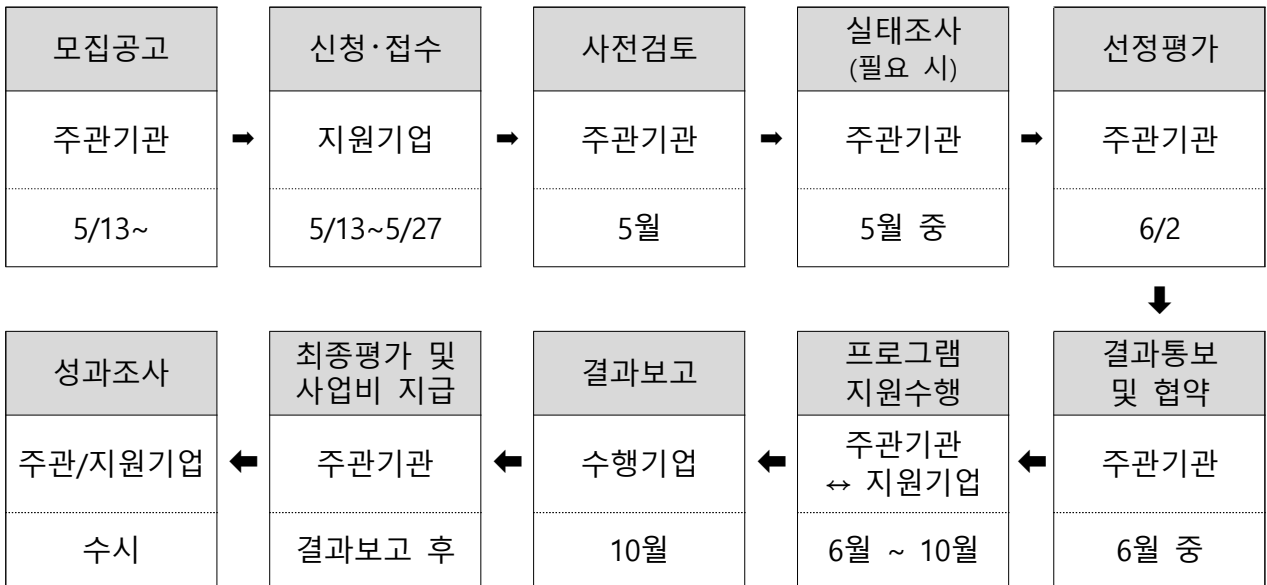 모집공고
주관기관
5/13~
➡
신청·접수
지원기업
5/13~5/27
➡
사전검토
주관기관
5월
➡
실태조사
(필요 시)
주관기관
5월 중
➡
선정평가
주관기관
6/2
⬇
결과통보
및 협약
주관기관
6월 중
⬅
프로그램
지원수행
주관기관
↔ 지원기업
6월 ~ 10월
⬅
결과보고
수행기업
10월
⬅
최종평가 및
사업비 지급
주관기관
결과보고 후
⬅
성과조사
주관/지원기업
수시